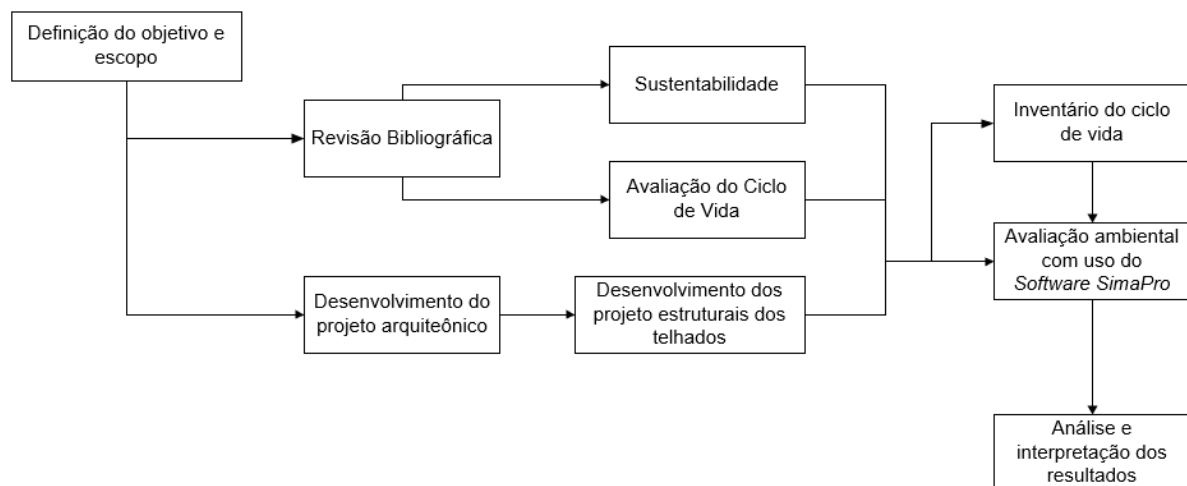 Definição do objetivo e
escopo
Revisão Bibliográfica
Sustentabilidade
Avaliação do Ciclo
de Vida
Desenvolvimento do
projeto arquiteônico
Desenvolvimento dos
projeto estruturais dos
telhados
Inventário do ciclo
de vida
Avaliação ambiental
com uso do
Software SimaPro
Análise e
interpretação dos
resultados